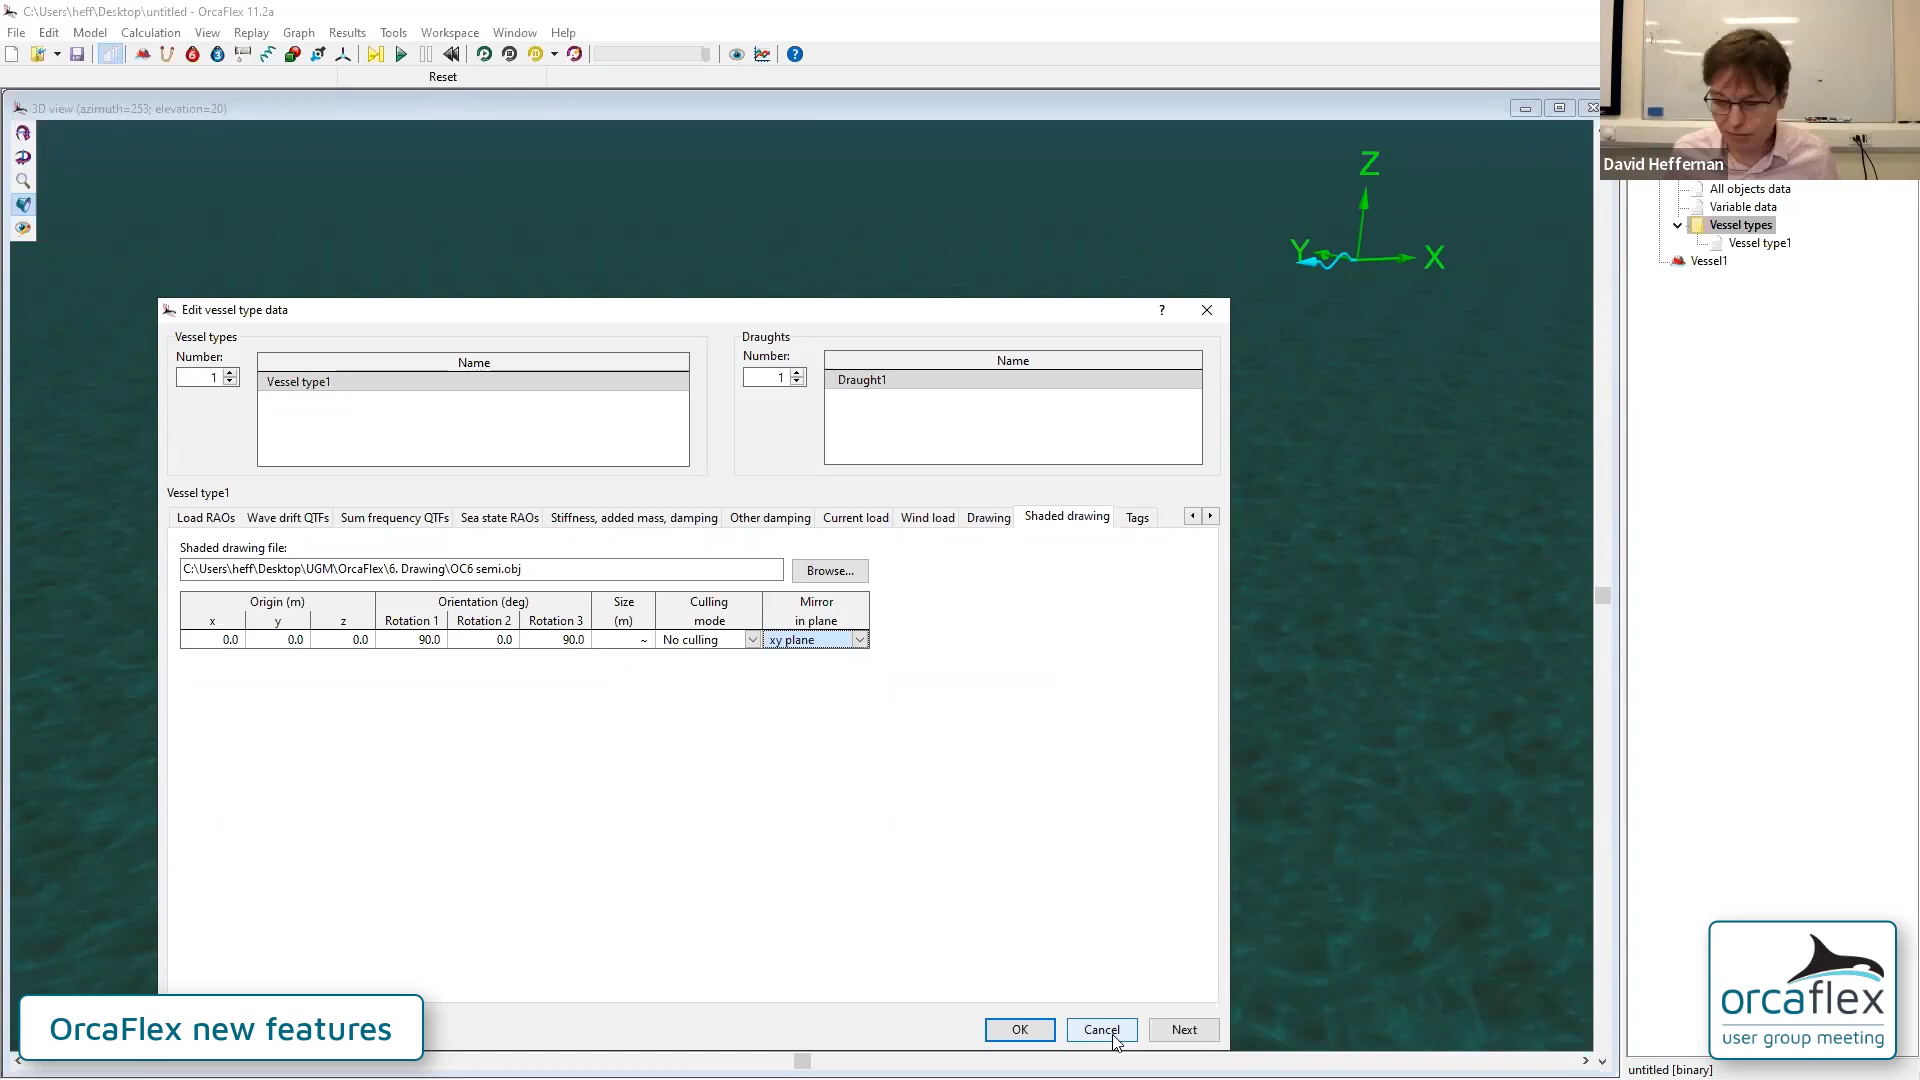 C:\Users\heff\Desktop\untitled - OrcaFlex 11.2a
File Edit Model Calculation View Replay Graph Results Tools Workspace Window Help
Reset
3D view (azimuth=253; elevation=20)
David Heffernan
All objects data
Variable data
Vessel types
Vessel type1
Vessel1
Z
Y
X
Edit vessel type data
?
Vessel types
Number:
1
Name
Vessel type1
Draughts
Number:
1
Name
Draught1
Vessel type1
Load RAOs Wave drift QTFs Sum frequency QTFs Sea state RAOs Stiffness, added mass, damping Other damping Current load Wind load Drawing Shaded drawing Tags
Shaded drawing file:
C:\Users\heff\Desktop\UGM\OrcaFlex\6. Drawing\OC6 semi.obj
Browse...
Origin (m) Orientation (deg) Size Culling Mirror
x y z Rotation 1 Rotation 2 Rotation 3 (m) mode in plane
0.0 0.0 0.0 90.0 0.0 90.0 ~ No culling xy plane
OK Cancel Next
OrcaFlex new features
orcaflex
user group meeting
untitled [binary]